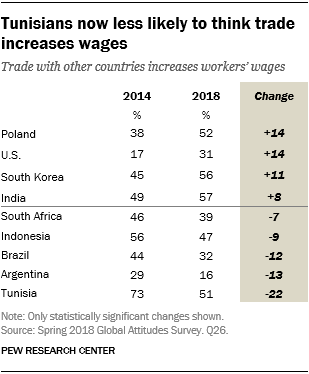 Tunisians now less likely to think trade
increases wages
Trade with other countries increases workers' wages
2014 2018 Change
% %
Poland 38 52 +14
U.S. 17 31 +14
South Korea 45 56 +11
India 49 57 +8
South Africa 46 39 -7
Indonesia 56 47 -9
Brazil 44 32 -12
Argentina 29 16 -13
Tunisia 73 51 -22
Note: Only statistically significant changes shown.
Source: Spring 2018 Global Attitudes Survey. Q26.
PEW RESEARCH CENTER